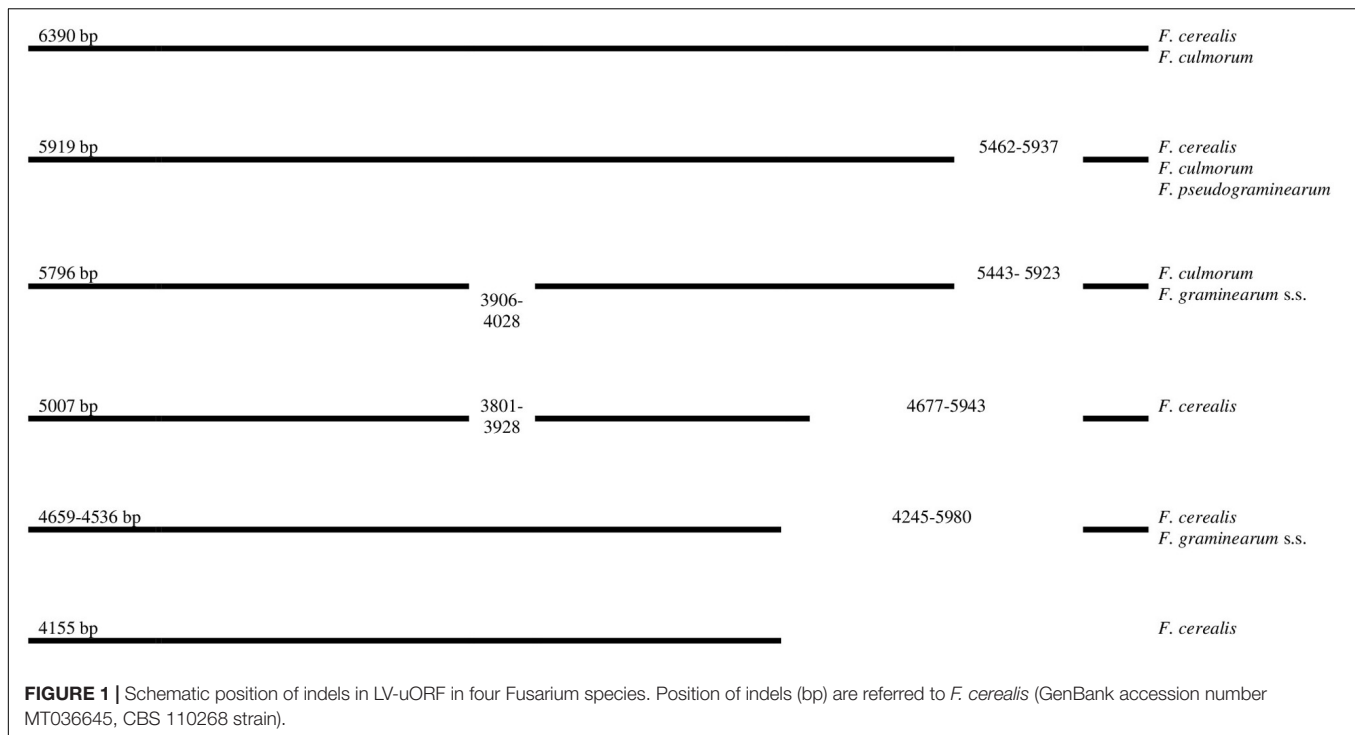 6390 bp
F. cerealis
F. culmorum
5919 bp
5462-5937
F. cerealis
F. culmorum
F. pseudograminearum
5796 bp
3906-
4028
5443- 5923
F. culmorum
F. graminearum s.s.
5007 bp
3801-
3928
4677-5943
F. cerealis
4659-4536 bp
4245-5980
F. cerealis
F. graminearum s.s.
4155 bp
F. cerealis
FIGURE 1 | Schematic position of indels in LV-uORF in four Fusarium species. Position of indels (bp) are referred to F. cerealis (GenBank accession number
MT036645, CBS 110268 strain).